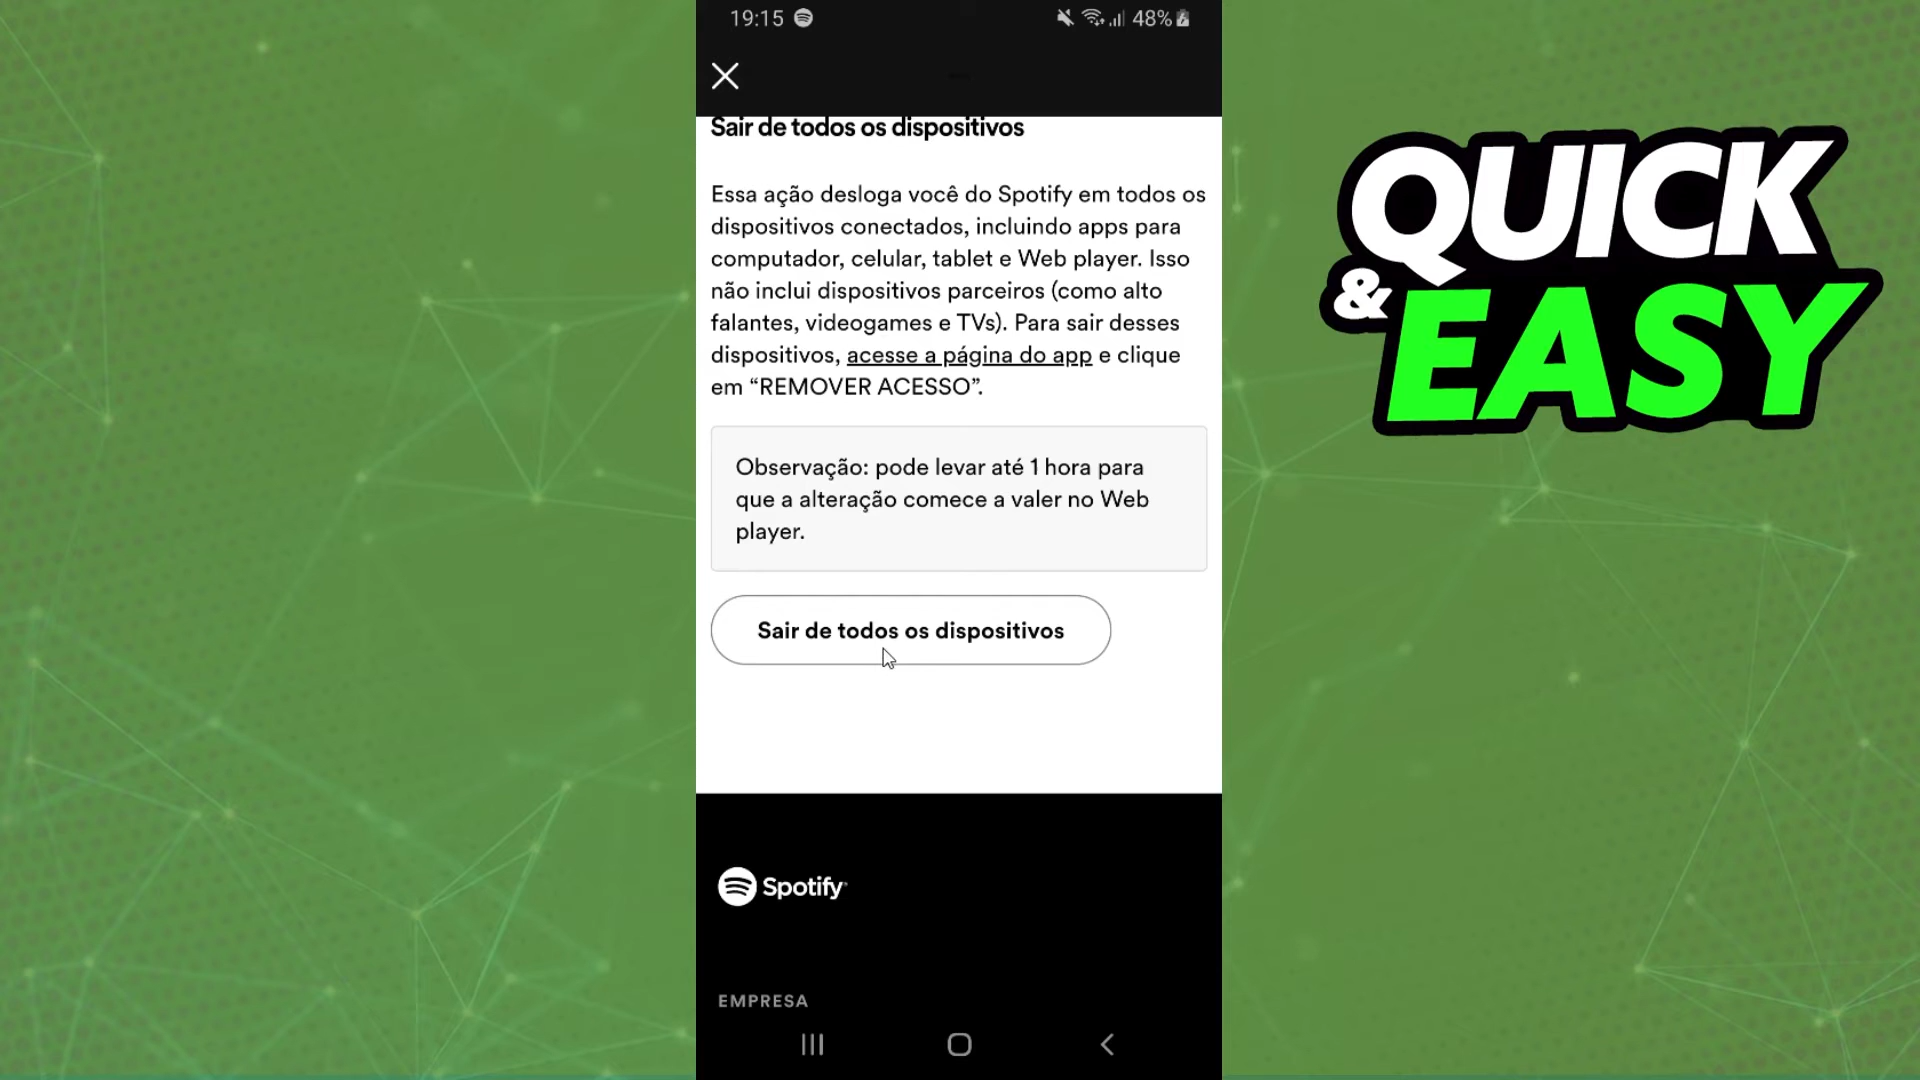 19:15
48%
Sair de todos os dispositivos
Essa ação desloga você do Spotify em todos os
dispositivos conectados, incluindo apps para
computador, celular, tablet e Web player. Isso
não inclui dispositivos parceiros (como alto
falantes, videogames e TVs). Para sair desses
dispositivos, acesse a página do app e clique
em “REMOVER ACESSO”.
Observação: pode levar até 1 hora para
que a alteração comece a valer no Web
player.
Sair de todos os dispositivos
Spotify
EMPRESA
QUICK
& EASY